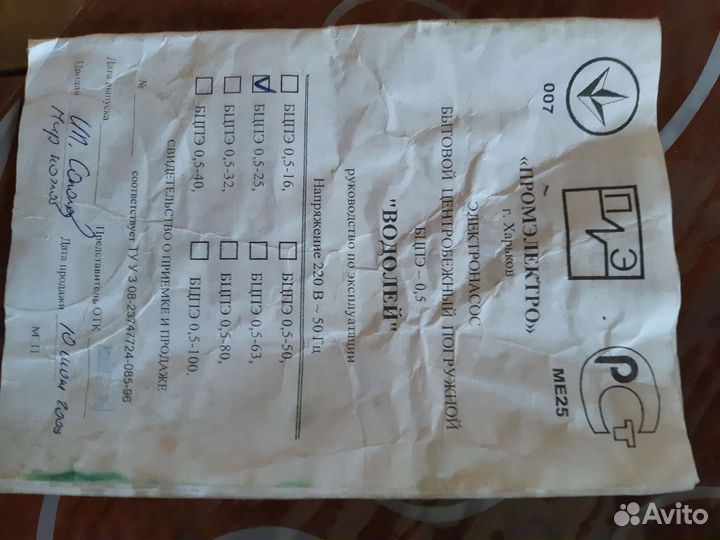 007
ПЭ
РСт
МЕ25
«ПРОМЭЛЕКТРО»
г. Харьков
ЭЛЕКТРОНАСОС
БЫТОВОЙ ЦЕНТРОБЕЖНЫЙ ПОГРУЖНОЙ
БЦПЭ – 0,5
"ВОДОЛЕЙ"
руководство по эксплуатации
Напряжение 220 В ~ 50 Гц
БЦПЭ 0,5-16, БЦПЭ 0,5-50,
БЦПЭ 0,5-25, БЦПЭ 0,5-63,
БЦПЭ 0,5-32, БЦПЭ 0,5-80,
БЦПЭ 0,5-40, БЦПЭ 0,5-100.
СВИДЕТЕЛЬСТВО О ПРИЕМКЕ И ПРОДАЖЕ
№ соответствует ТУ У 3 08-23747724-085-96
Дата выпуска Представитель ОТК
Продан Дата продажи 10 2009
М П
Avito